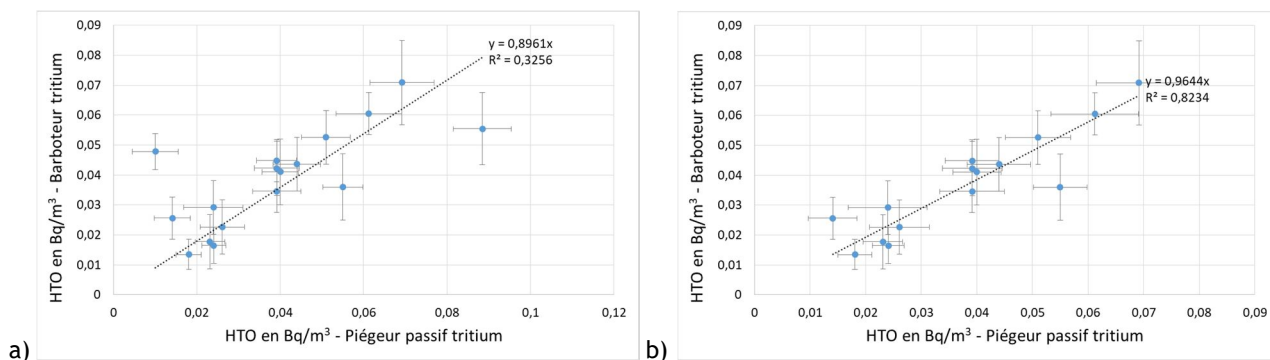 0,09
0,08
0,07
0,06
0,05
0,04
0,03
0,02
0,01
0
HTO en Bq/m³ - Barboteur tritium
y = 0,8961x
R² = 0,3256
0 0,02 0,04 0,06 0,08 0,1 0,12
HTO en Bq/m³ - Piégeur passif tritium
a)
0,09
0,08
0,07
0,06
0,05
0,04
0,03
0,02
0,01
0
HTO en Bq/m³ - Barboteur tritium
y = 0,9644x
R² = 0,8234
0 0,01 0,02 0,03 0,04 0,05 0,06 0,07 0,08 0,09
HTO en Bq/m³ - Piégeur passif tritium
b)